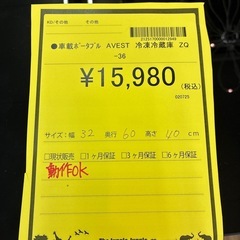 KD/その他 その他
2125170000012945
●車載ポータブル AVEST 冷凍冷蔵庫 ZQ
-36
¥15,980
(税込)
020725
サイズ:幅 32 奥行 60 高さ 40 cm
□現状販売 □1ヶ月保証 □3ヶ月保証 □6ヶ月保証
動作OK